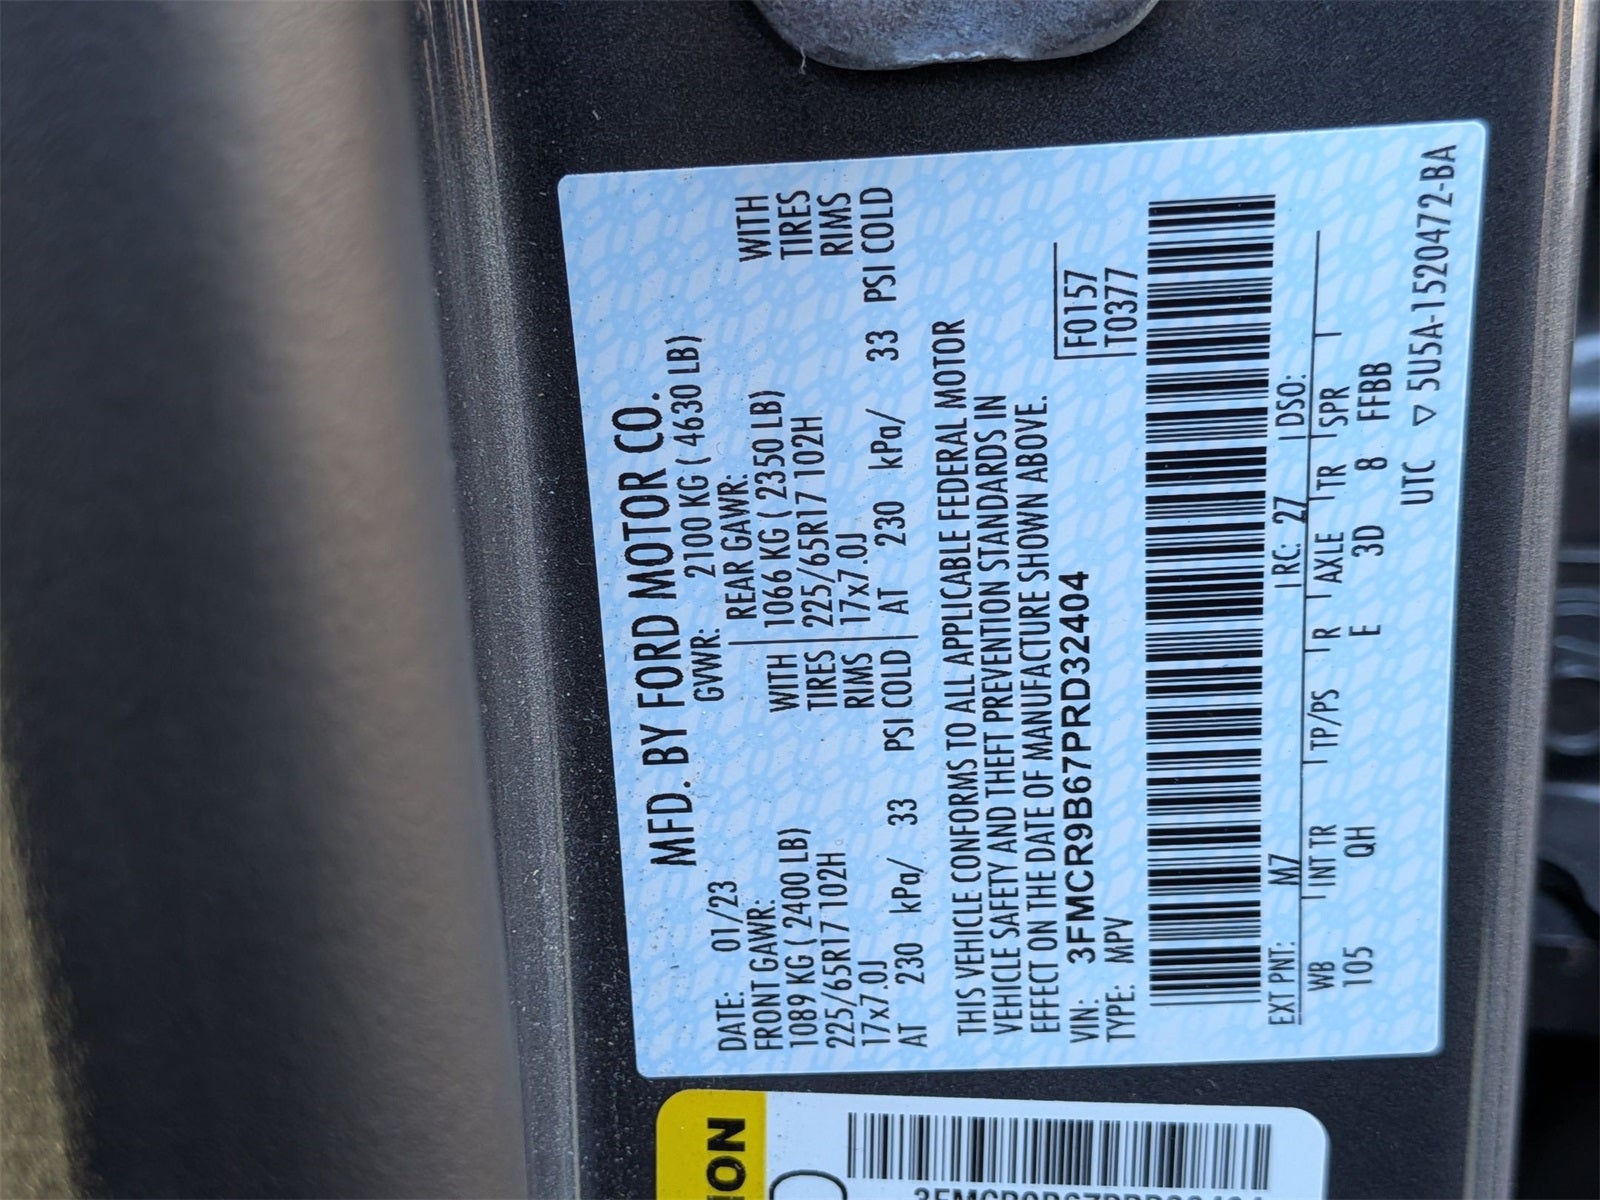 MFD. BY FORD MOTOR CO.
DATE: 01/23 GVWR: 2100 KG ( 4630 LB)
FRONT GAWR: REAR GAWR:
1089 KG ( 2400 LB) WITH 1066 KG ( 2350 LB) WITH
225/65R17 102H TIRES 225/65R17 102H TIRES
17x7.0J RIMS 17x7.0J RIMS
AT 230 kPa/ 33 PSI COLD AT 230 kPa/ 33 PSI COLD
THIS VEHICLE CONFORMS TO ALL APPLICABLE FEDERAL MOTOR
VEHICLE SAFETY AND THEFT PREVENTION STANDARDS IN
EFFECT ON THE DATE OF MANUFACTURE SHOWN ABOVE.
VIN: 3FMCR9B67PRD32404 F0157
TYPE: MPV T0377
EXT PNT: M7 RC: 27 DSO:
WB INT TR TP/PS R AXLE TR SPR
105 QH E 3D 8 FFBB
UTC ▽ 5U5A-1520472-BA